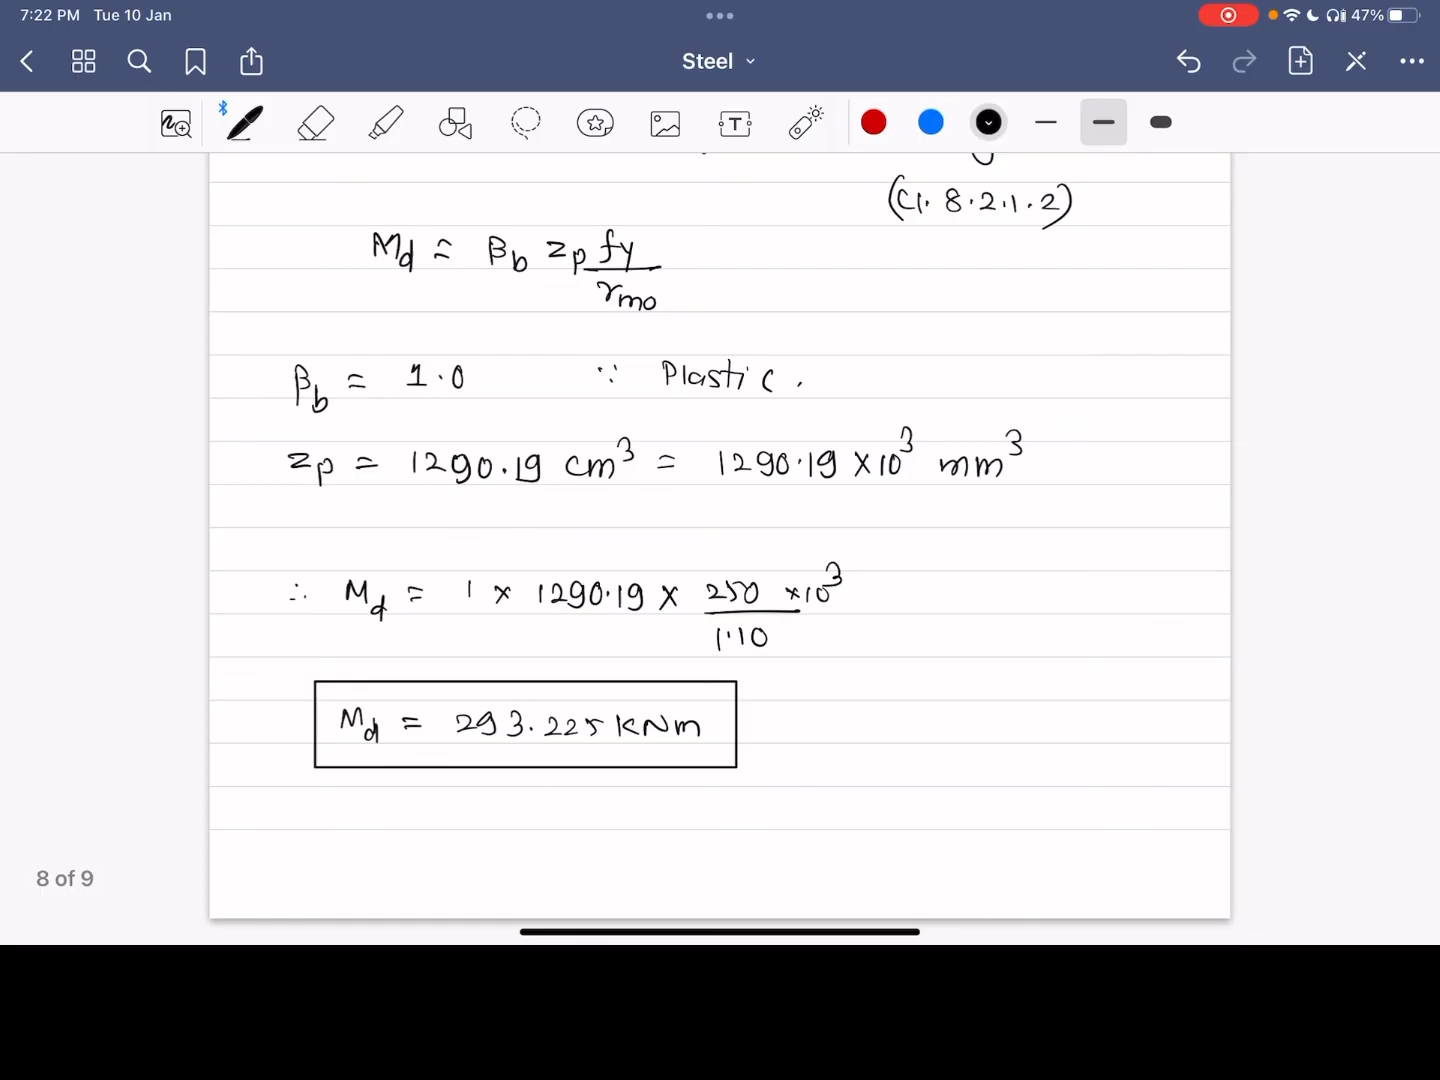 7:22 PM Tue 10 Jan
47%
Steel
T
(Cl. 8.2.1.2)
Md = βb zp fy
γmo
βb = 1.0 ∵ Plastic.
zp = 1290.19 cm³ = 1290.19 × 10³ mm³
∴ Md = 1 × 1290.19 × 250 × 10³
1.10
Md = 293.225 KNm
8 of 9